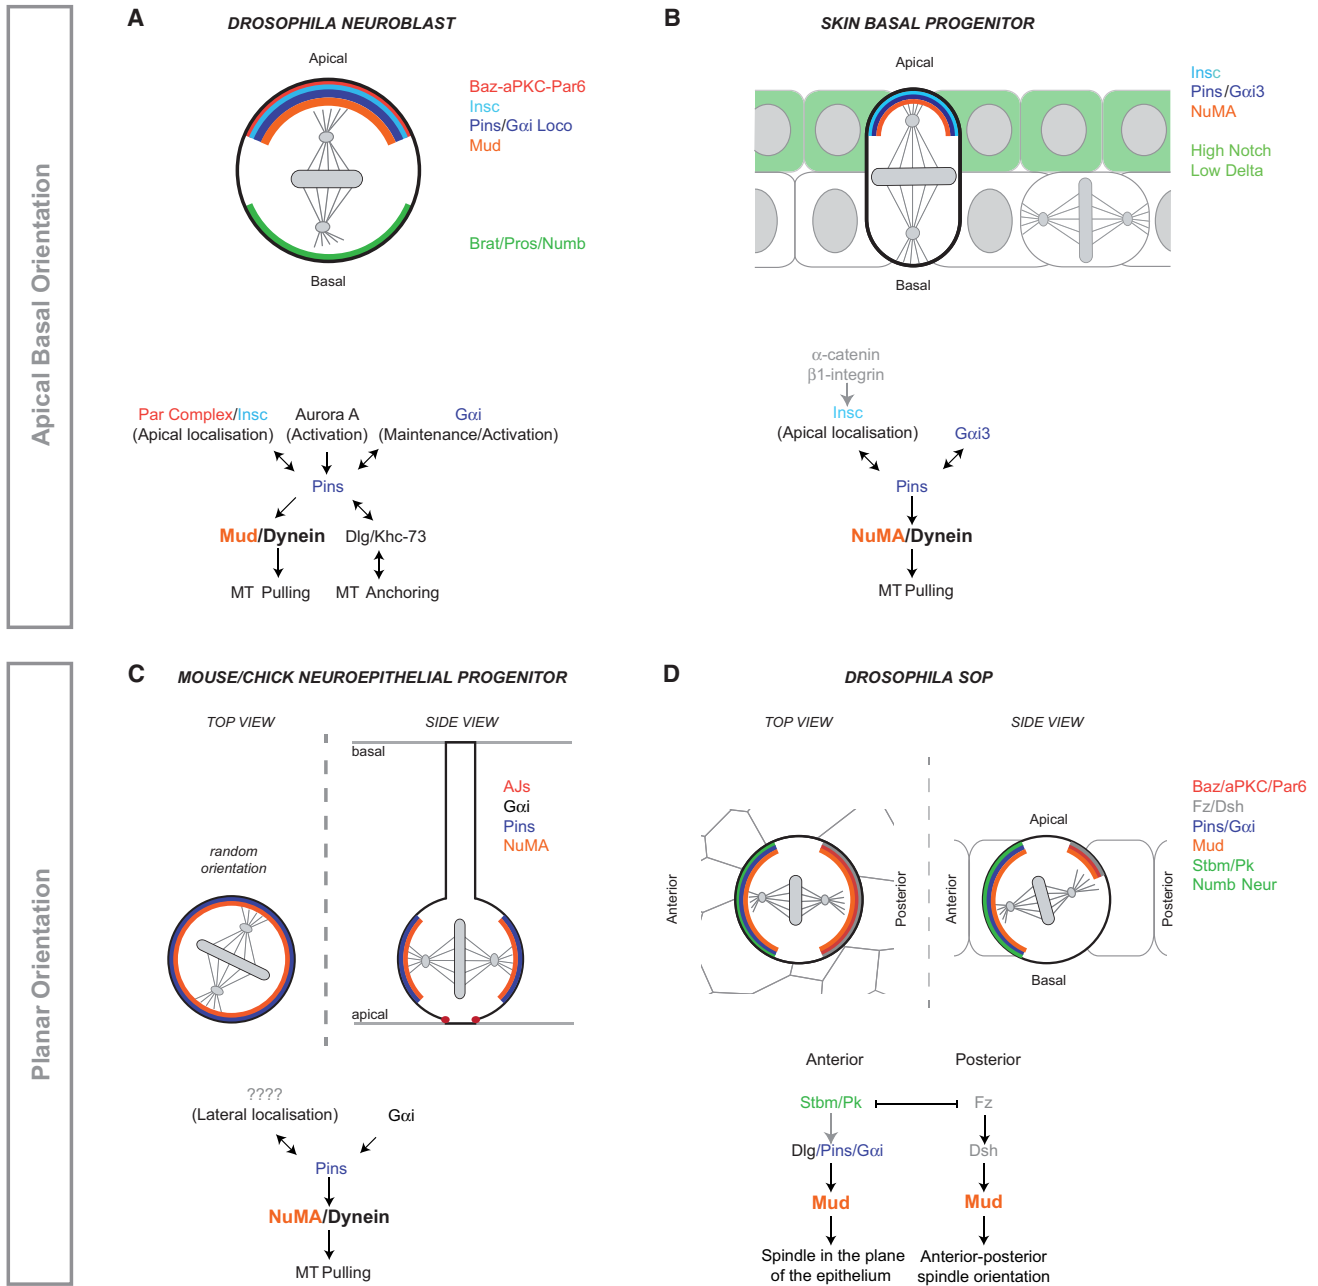 Apical Basal Orientation
A
DROSOPHILA NEUROBLAST
Apical
Baz-aPKC-Par6
Insc
Pins/Gαi Loco
Mud
Brat/Pros/Numb
Basal
Par Complex/Insc
(Apical localisation)
Aurora A
(Activation)
Gαi
(Maintenance/Activation)
Pins
Mud/Dynein
Dlg/Khc-73
MT Pulling
MT Anchoring
B
SKIN BASAL PROGENITOR
Apical
Insc
Pins/Gαi3
NuMA
High Notch
Low Delta
Basal
α-catenin
β1-integrin
Insc
(Apical localisation)
Gαi3
Pins
NuMA/Dynein
MT Pulling
Planar Orientation
C
MOUSE/CHICK NEUROEPITHELIAL PROGENITOR
TOP VIEW
SIDE VIEW
basal
AJs
Gαi
Pins
NuMA
random
orientation
apical
????
(Lateral localisation)
Gαi
Pins
NuMA/Dynein
MT Pulling
D
DROSOPHILA SOP
TOP VIEW
SIDE VIEW
Baz/aPKC/Par6
Fz/Dsh
Pins/Gαi
Mud
Stbm/Pk
Numb Neur
Anterior
Posterior
Apical
Anterior
Posterior
Basal
Anterior
Posterior
Stbm/Pk
Fz
Dlg/Pins/Gαi
Dsh
Mud
Mud
Spindle in the plane
of the epithelium
Anterior-posterior
spindle orientation